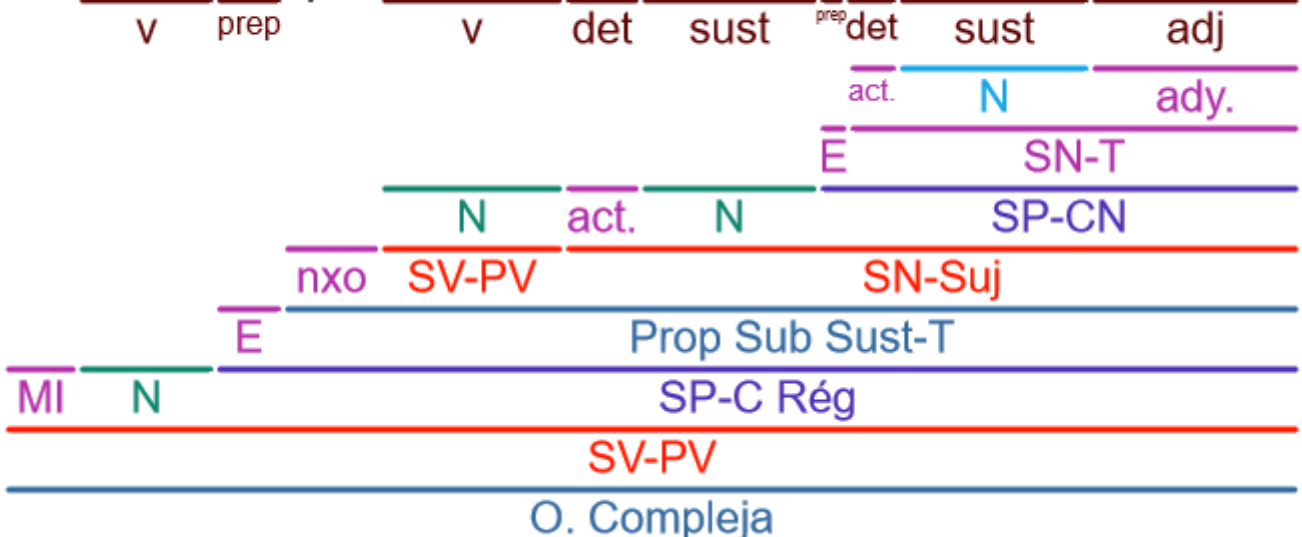 v prep v det sust prep det sust adj
act. N ady.
E SN-T
N act. N SP-CN
nxo SV-PV SN-Suj
E Prop Sub Sust-T
MI N SP-C Rég
SV-PV
O. Compleja